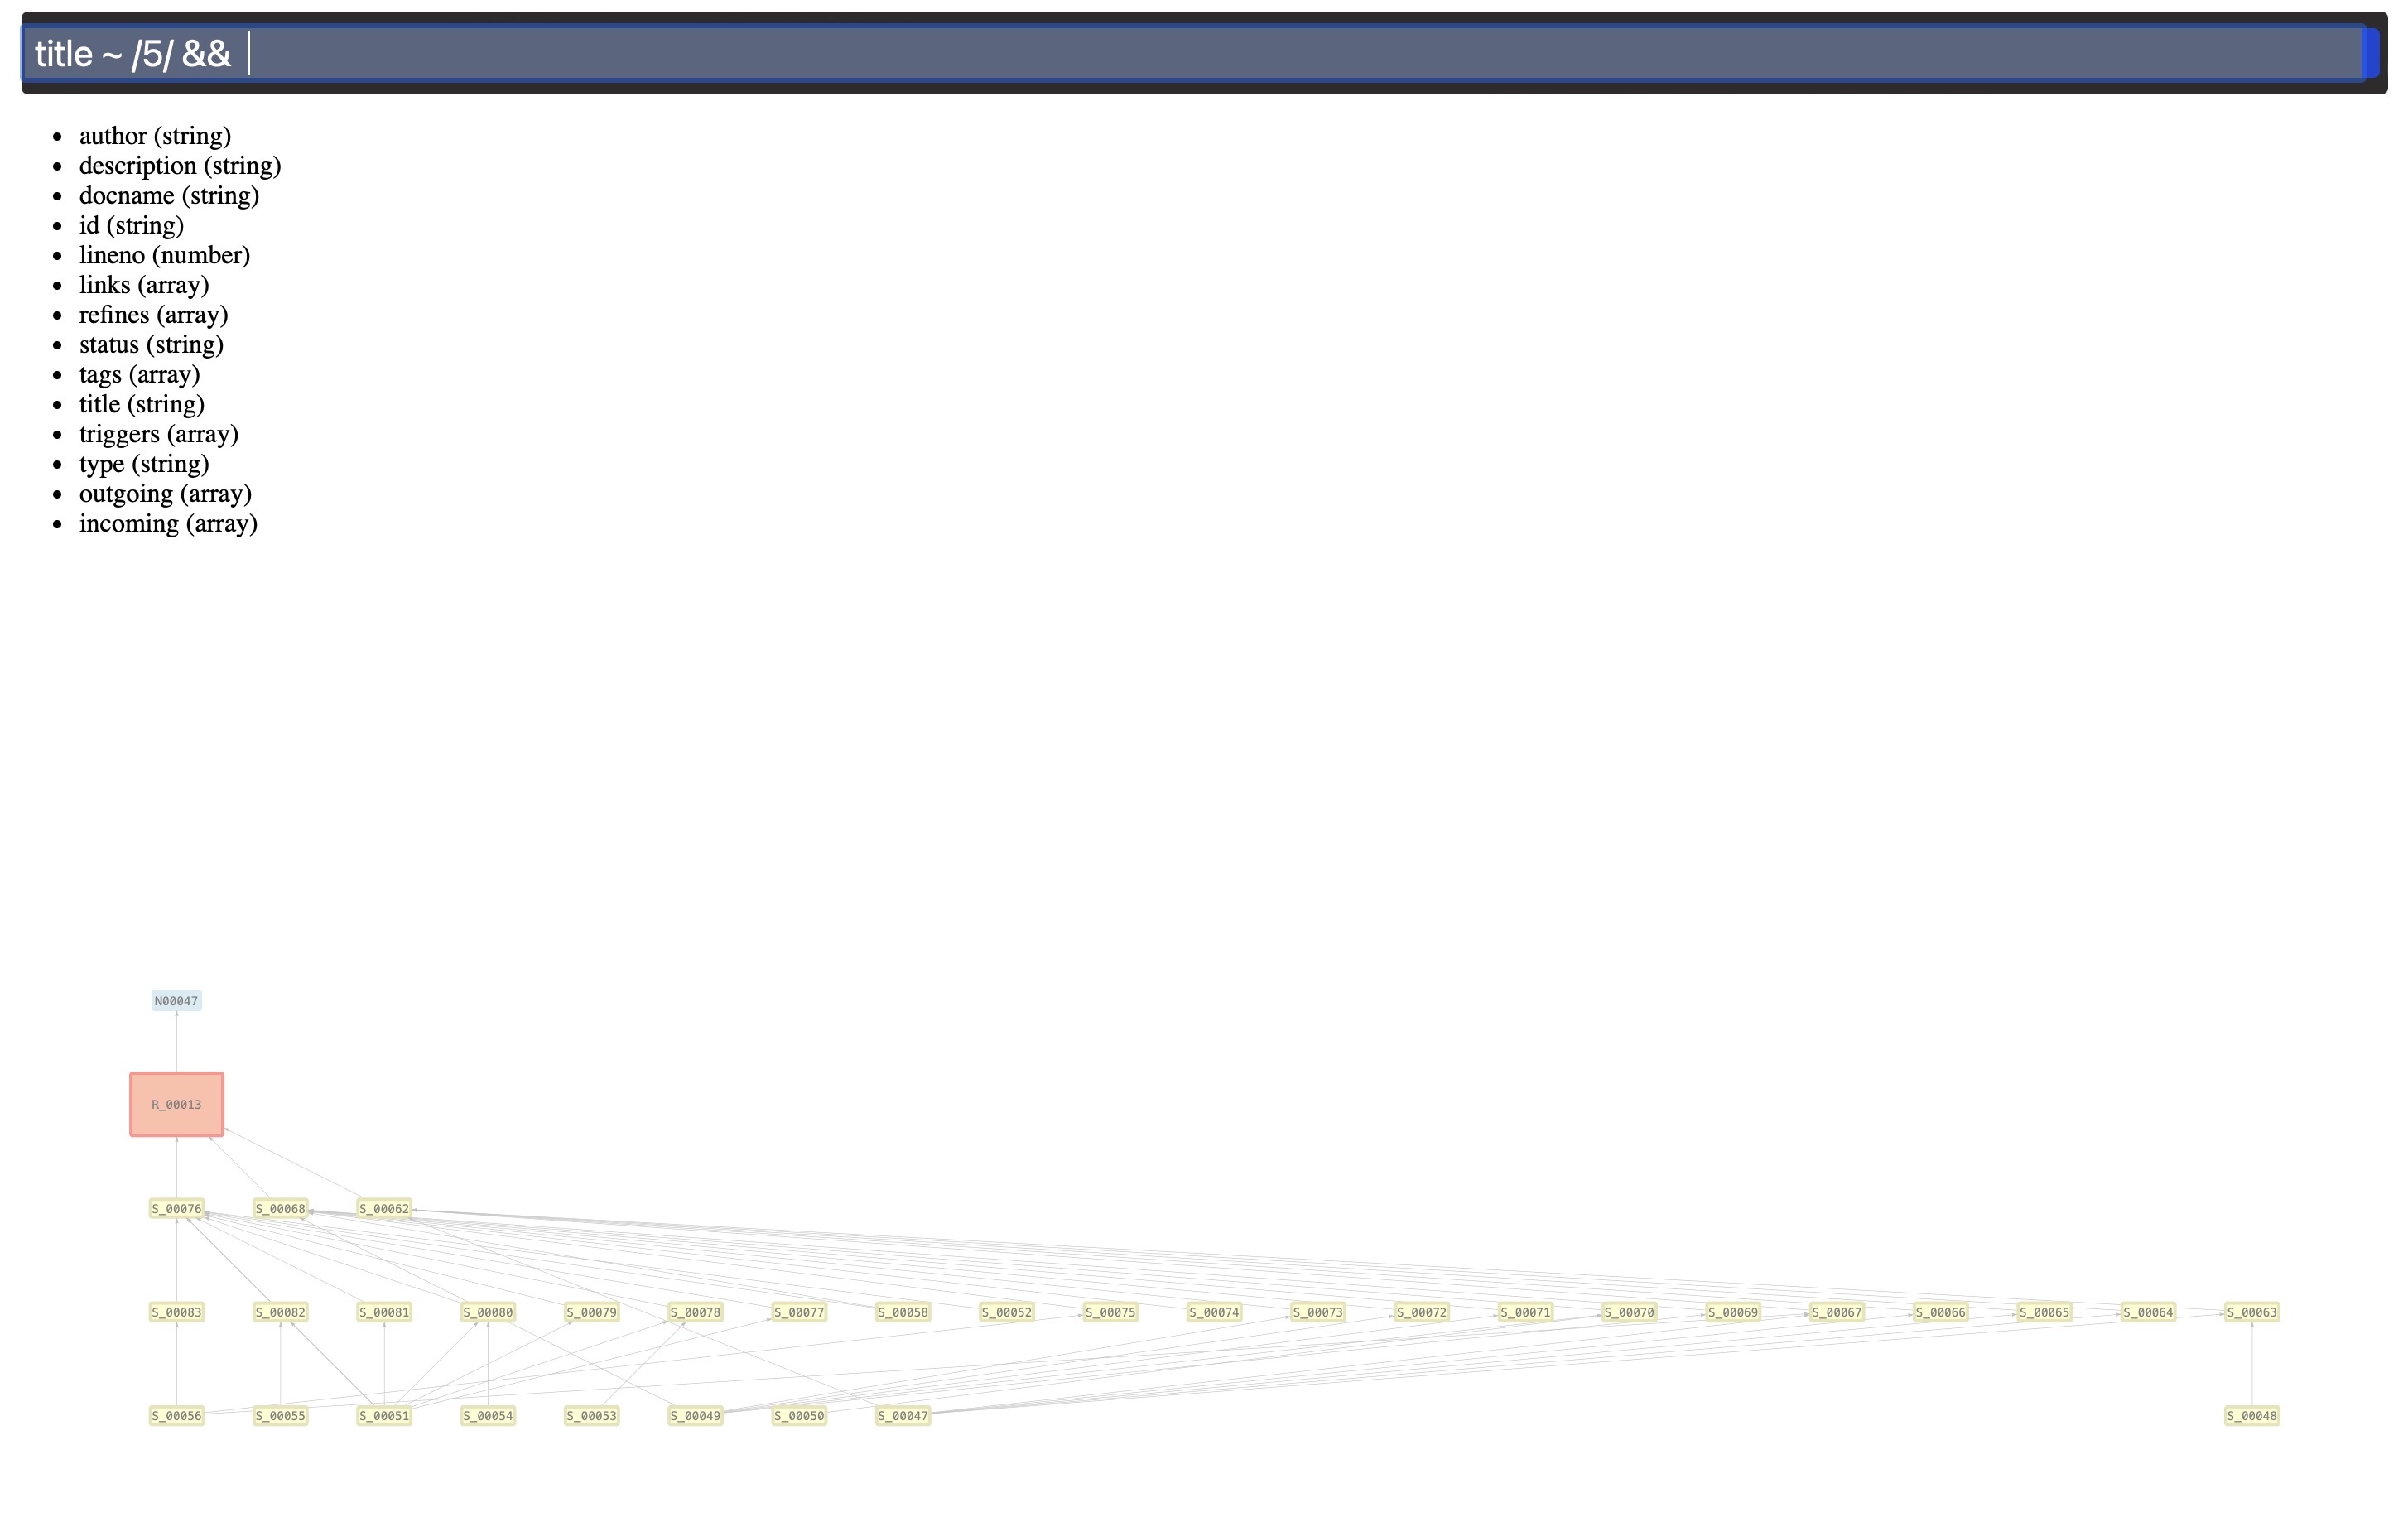 title ~ /5/ &&
author (string)
description (string)
docname (string)
id (string)
lineno (number)
links (array)
refines (array)
status (string)
tags (array)
title (string)
triggers (array)
type (string)
outgoing (array)
incoming (array)
N00047
R_00013
S_00076 S_00068 S_00062
S_00083 S_00082 S_00081 S_00080 S_00079 S_00078 S_00077 S_00058 S_00052 S_00075 S_00074 S_00073 S_00072 S_00071 S_00070 S_00069 S_00067 S_00066 S_00065 S_00064 S_00063
S_00056 S_00055 S_00051 S_00054 S_00053 S_00049 S_00050 S_00047 S_00048